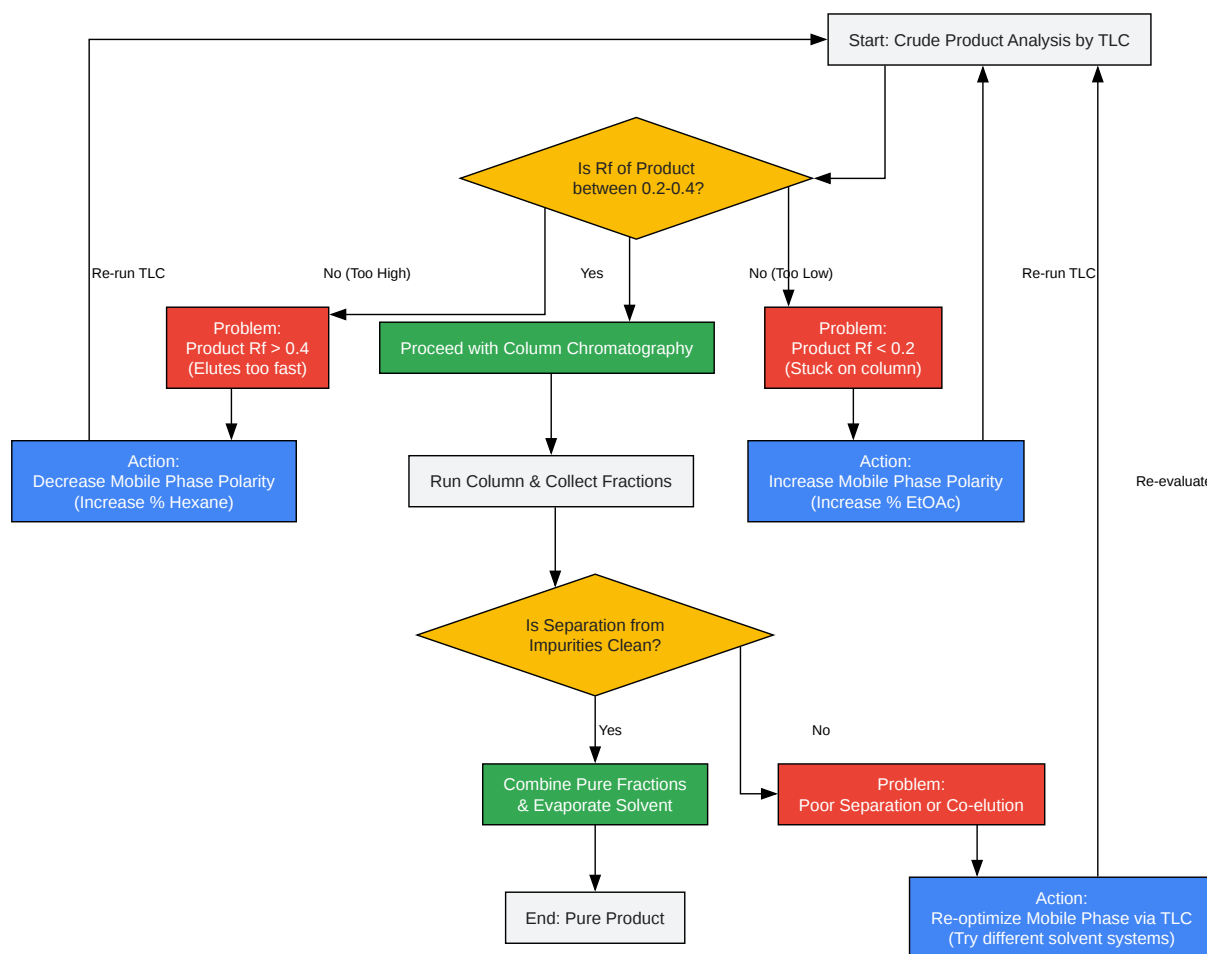 Start: Crude Product Analysis by TLC
Is Rf of Product
between 0.2-0.4?
Re-run TLC
No (Too High)
Yes
No (Too Low)
Re-run TLC
Problem:
Product Rf > 0.4
(Elutes too fast)
Proceed with Column Chromatography
Problem:
Product Rf < 0.2
(Stuck on column)
Action:
Decrease Mobile Phase Polarity
(Increase % Hexane)
Run Column & Collect Fractions
Action:
Increase Mobile Phase Polarity
(Increase % EtOAc)
Re-evaluate
Is Separation from
Impurities Clean?
Yes
No
Combine Pure Fractions
& Evaporate Solvent
Problem:
Poor Separation or Co-elution
End: Pure Product
Action:
Re-optimize Mobile Phase via TLC
(Try different solvent systems)